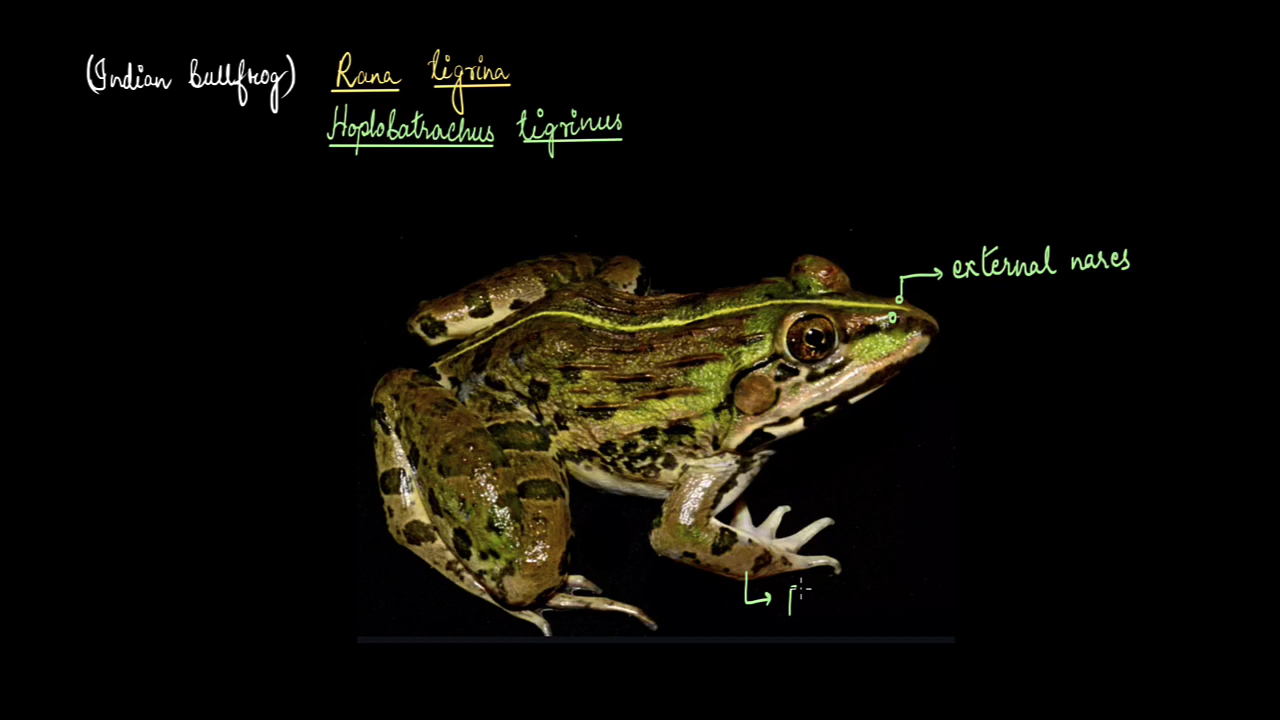 (Indian Bullfrog) Rana tigrina
Hoplobatrachus tigrinus
external nares